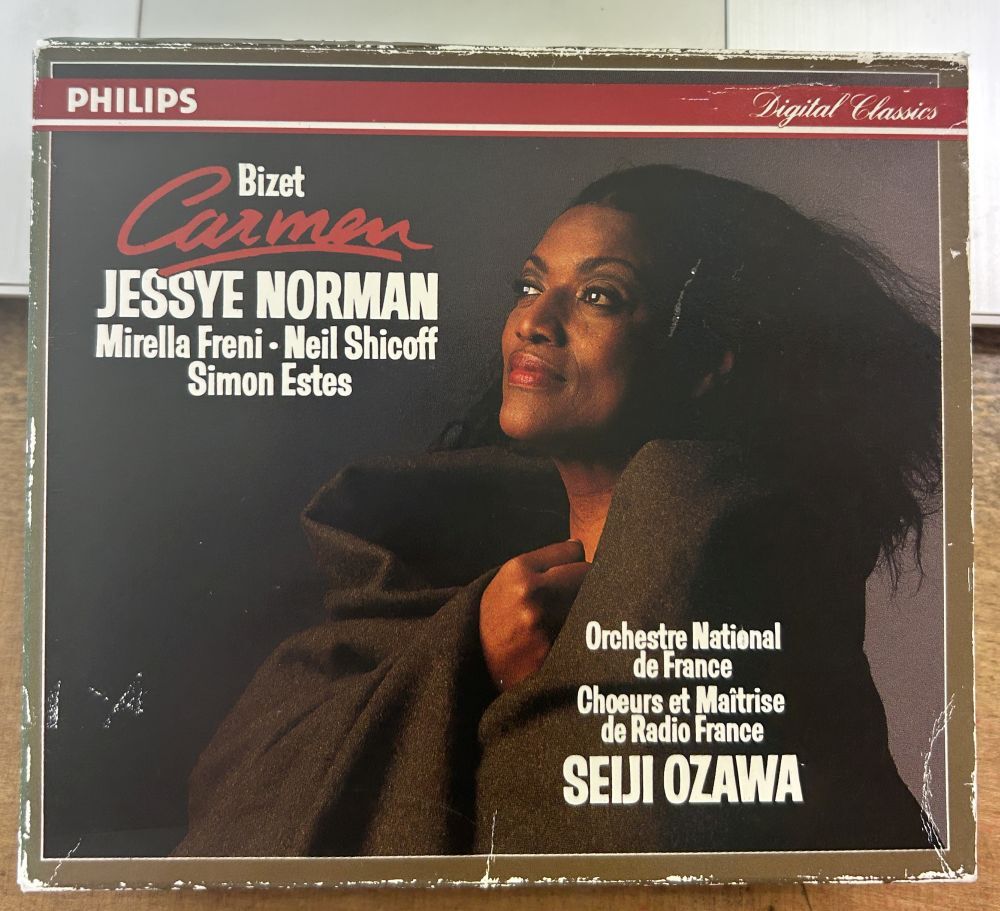 PHILIPS
Digital Classics
Bizet
Carmen
JESSYE NORMAN
Mirella Freni · Neil Shicoff
Simon Estes
Orchestre National
de France
Choeurs et Maîtrise
de Radio France
SEIJI OZAWA